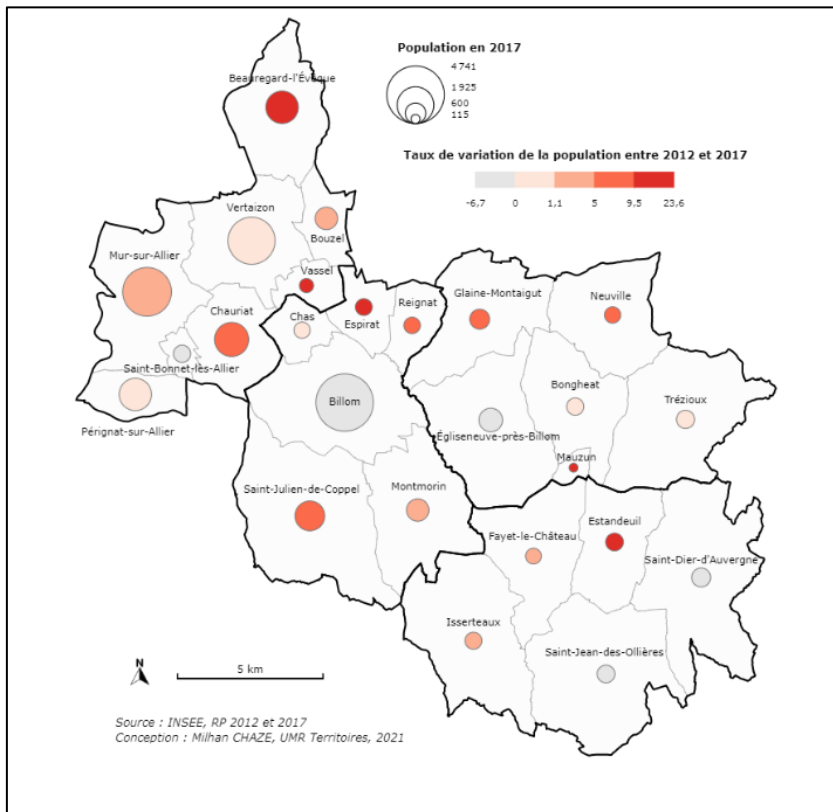 Population en 2017
4 741
1 925
600
115
Taux de variation de la population entre 2012 et 2017
-6,7 0 1,1 5 9,5 23,6
Beauregard-l'Évêque
Vertaizon
Bouzel
Mur-sur-Allier
Vassel
Chauriat
Chas
Espirat
Reignat
Glaine-Montaigut
Neuville
Saint-Bonnet-lès-Allier
Pérignat-sur-Allier
Billom
Bongheat
Trézioux
Égliseneuve-près-Billom
Mauzun
Saint-Julien-de-Coppel
Montmorin
Fayet-le-Château
Estandeuil
Saint-Dier-d'Auvergne
Isserteaux
Saint-Jean-des-Ollières
N
5 km
Source : INSEE, RP 2012 et 2017
Conception : Milhan CHAZE, UMR Territoires, 2021